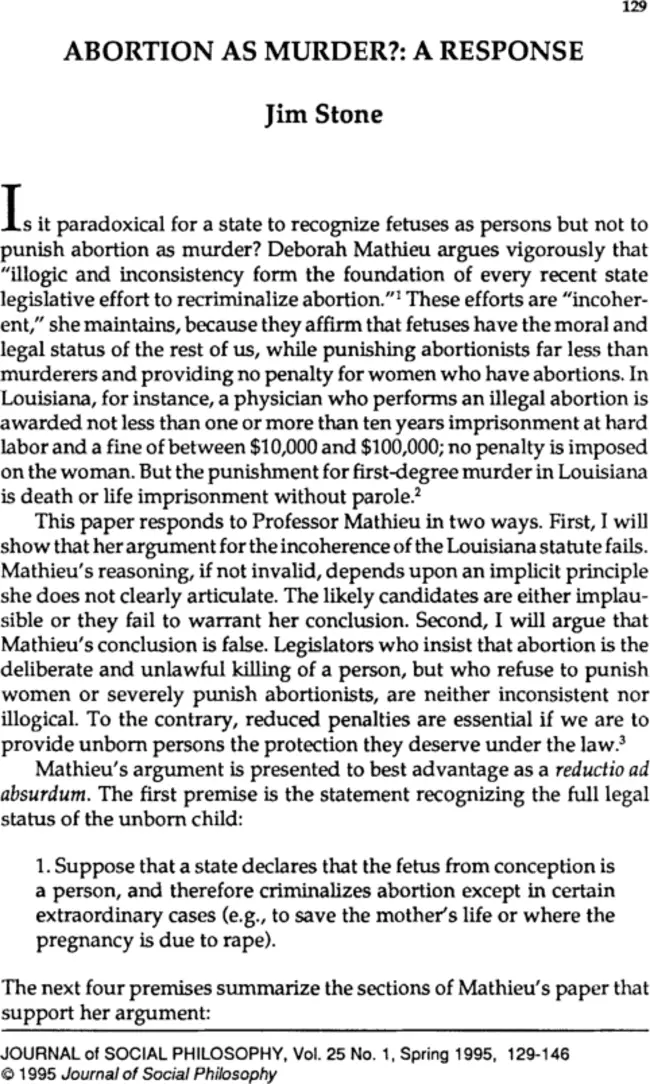 129
ABORTION AS MURDER?: A RESPONSE
Jim Stone
Is it paradoxical for a state to recognize fetuses as persons but not to
punish abortion as murder? Deborah Mathieu argues vigorously that
"illogic and inconsistency form the foundation of every recent state
legislative effort to recriminalize abortion."1 These efforts are "incoher-
ent," she maintains, because they affirm that fetuses have the moral and
legal status of the rest of us, while punishing abortionists far less than
murderers and providing no penalty for women who have abortions. In
Louisiana, for instance, a physician who performs an illegal abortion is
awarded not less than one or more than ten years imprisonment at hard
labor and a fine of between $10,000 and $100,000; no penalty is imposed
on the woman. But the punishment for first-degree murder in Louisiana
is death or life imprisonment without parole.2
This paper responds to Professor Mathieu in two ways. First, I will
show that her argument for the incoherence of the Louisiana statute fails.
Mathieu's reasoning, if not invalid, depends upon an implicit principle
she does not clearly articulate. The likely candidates are either implau-
sible or they fail to warrant her conclusion. Second, I will argue that
Mathieu's conclusion is false. Legislators who insist that abortion is the
deliberate and unlawful killing of a person, but who refuse to punish
women or severely punish abortionists, are neither inconsistent nor
illogical. To the contrary, reduced penalties are essential if we are to
provide unborn persons the protection they deserve under the law.3
Mathieu's argument is presented to best advantage as a reductio ad
absurdum. The first premise is the statement recognizing the full legal
status of the unborn child:
1. Suppose that a state declares that the fetus from conception is
a person, and therefore criminalizes abortion except in certain
extraordinary cases (e.g., to save the mother's life or where the
pregnancy is due to rape).
The next four premises summarize the sections of Mathieu's paper that
support her argument:
JOURNAL of SOCIAL PHILOSOPHY, Vol. 25 No. 1, Spring 1995, 129-146
© 1995 Journal of Social Philosophy